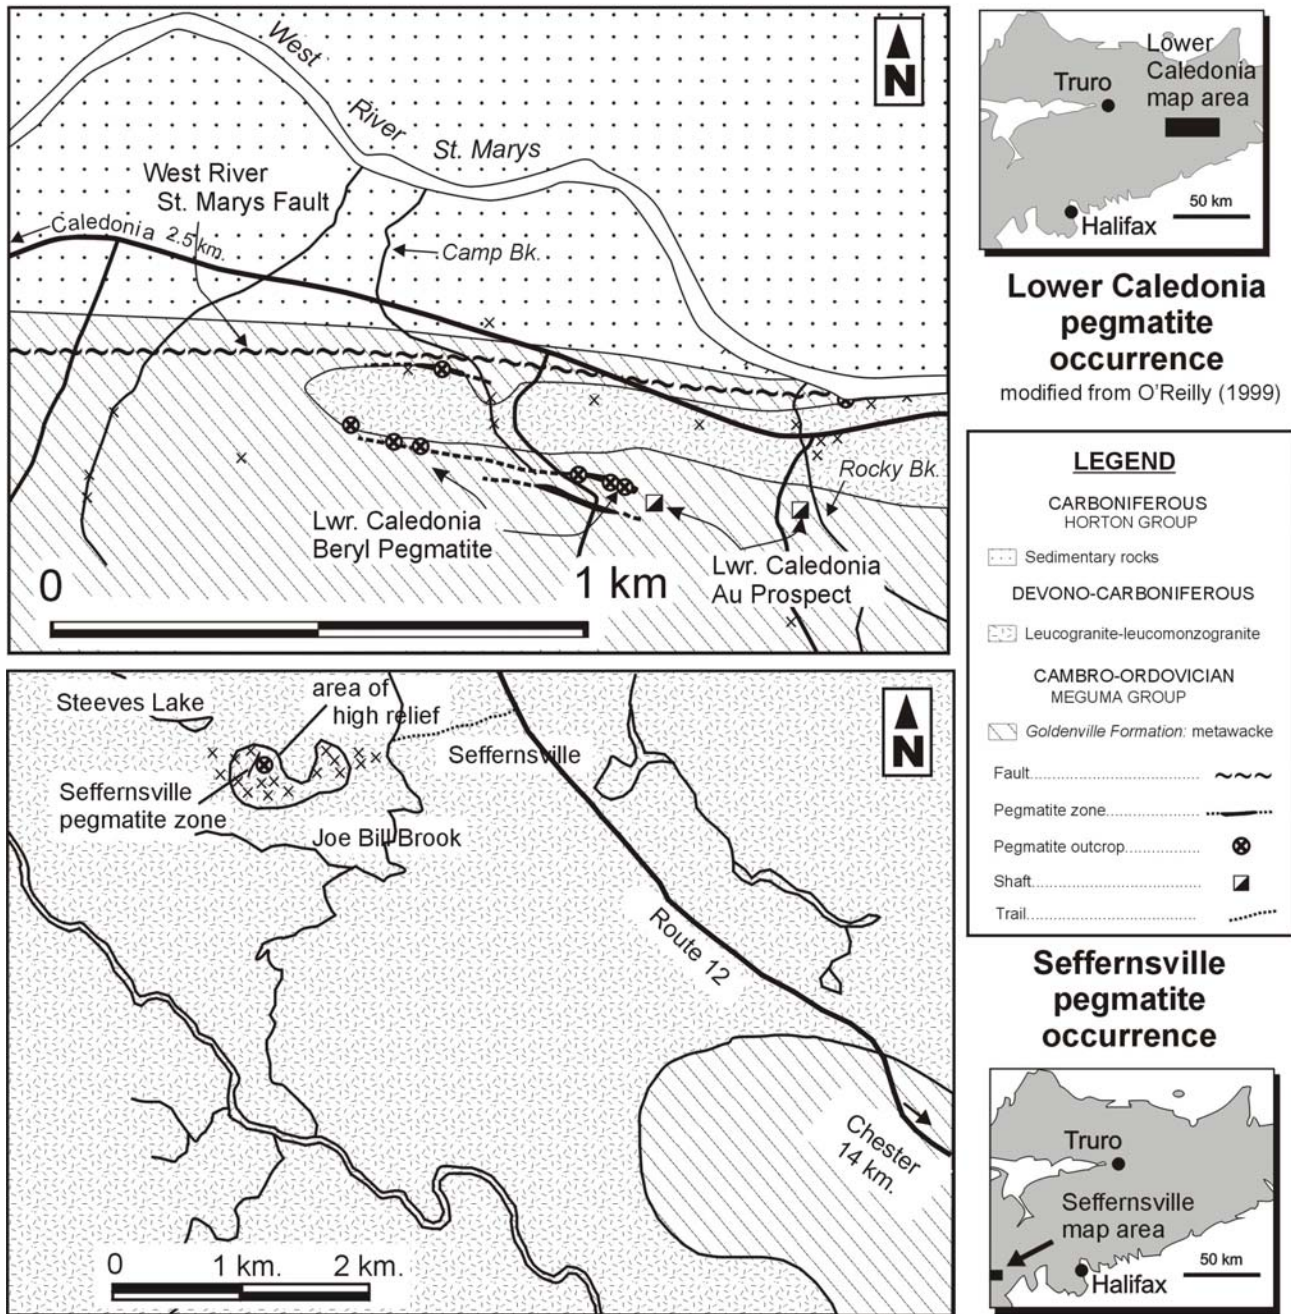 West
River
St. Marys
N
West River
St. Marys Fault
Caledonia 2.5 km.
Camp Bk.
Rocky Bk.
Lwr. Caledonia
Beryl Pegmatite
Lwr. Caledonia
Au Prospect
0
1 km
Lower
Caledonia
map area
Truro
Halifax
50 km
Lower Caledonia
pegmatite
occurrence
modified from O'Reilly (1999)
LEGEND
CARBONIFEROUS
HORTON GROUP
Sedimentary rocks
DEVONO-CARBONIFEROUS
Leucogranite-leucomonzogranite
CAMBRO-ORDOVICIAN
MEGUMA GROUP
Goldenville Formation: metawacke
Fault
Pegmatite zone
Pegmatite outcrop
Shaft
Trail
Steeves Lake
area of
high relief
Seffernsville
N
Seffernsville
pegmatite zone
Joe Bill Brook
Route 12
Chester
14 km.
0 1 km. 2 km.
Seffernsville
pegmatite
occurrence
Truro
Seffernsville
map area
Halifax
50 km